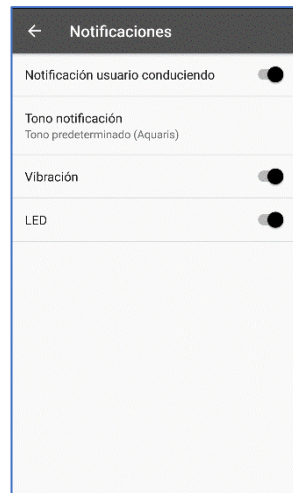 Notificaciones
Notificación usuario conduciendo
Tono notificación
Tono predeterminado (Aquaris)
Vibración
LED